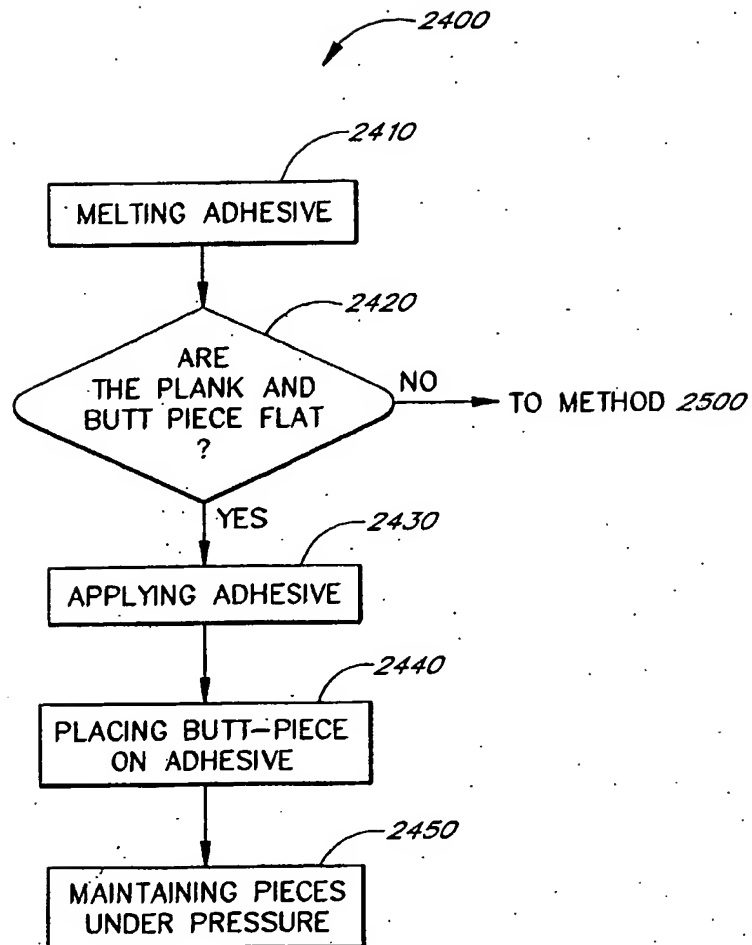 2400
2410
MELTING ADHESIVE
2420
ARE
THE PLANK AND
BUTT PIECE FLAT
?
NO
TO METHOD 2500
YES
2430
APPLYING ADHESIVE
2440
PLACING BUTT-PIECE
ON ADHESIVE
2450
MAINTAINING PIECES
UNDER PRESSURE